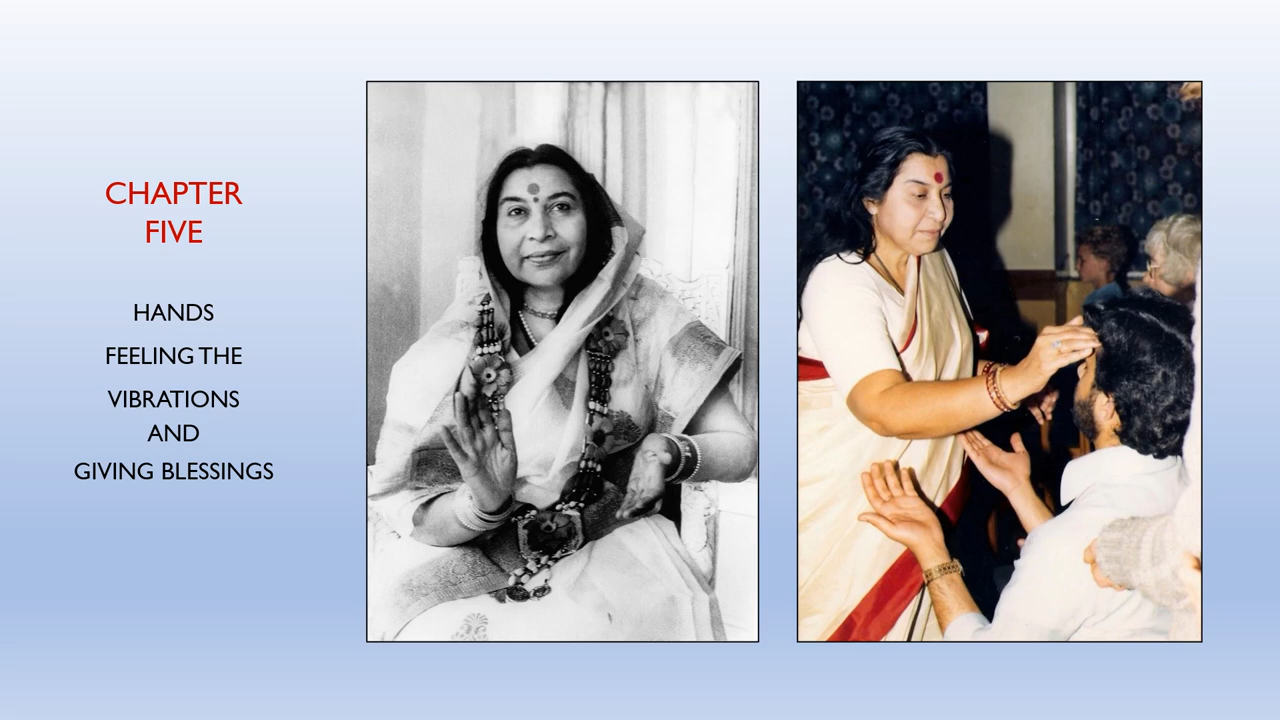 CHAPTER
FIVE
HANDS
FEELING THE
VIBRATIONS
AND
GIVING BLESSINGS